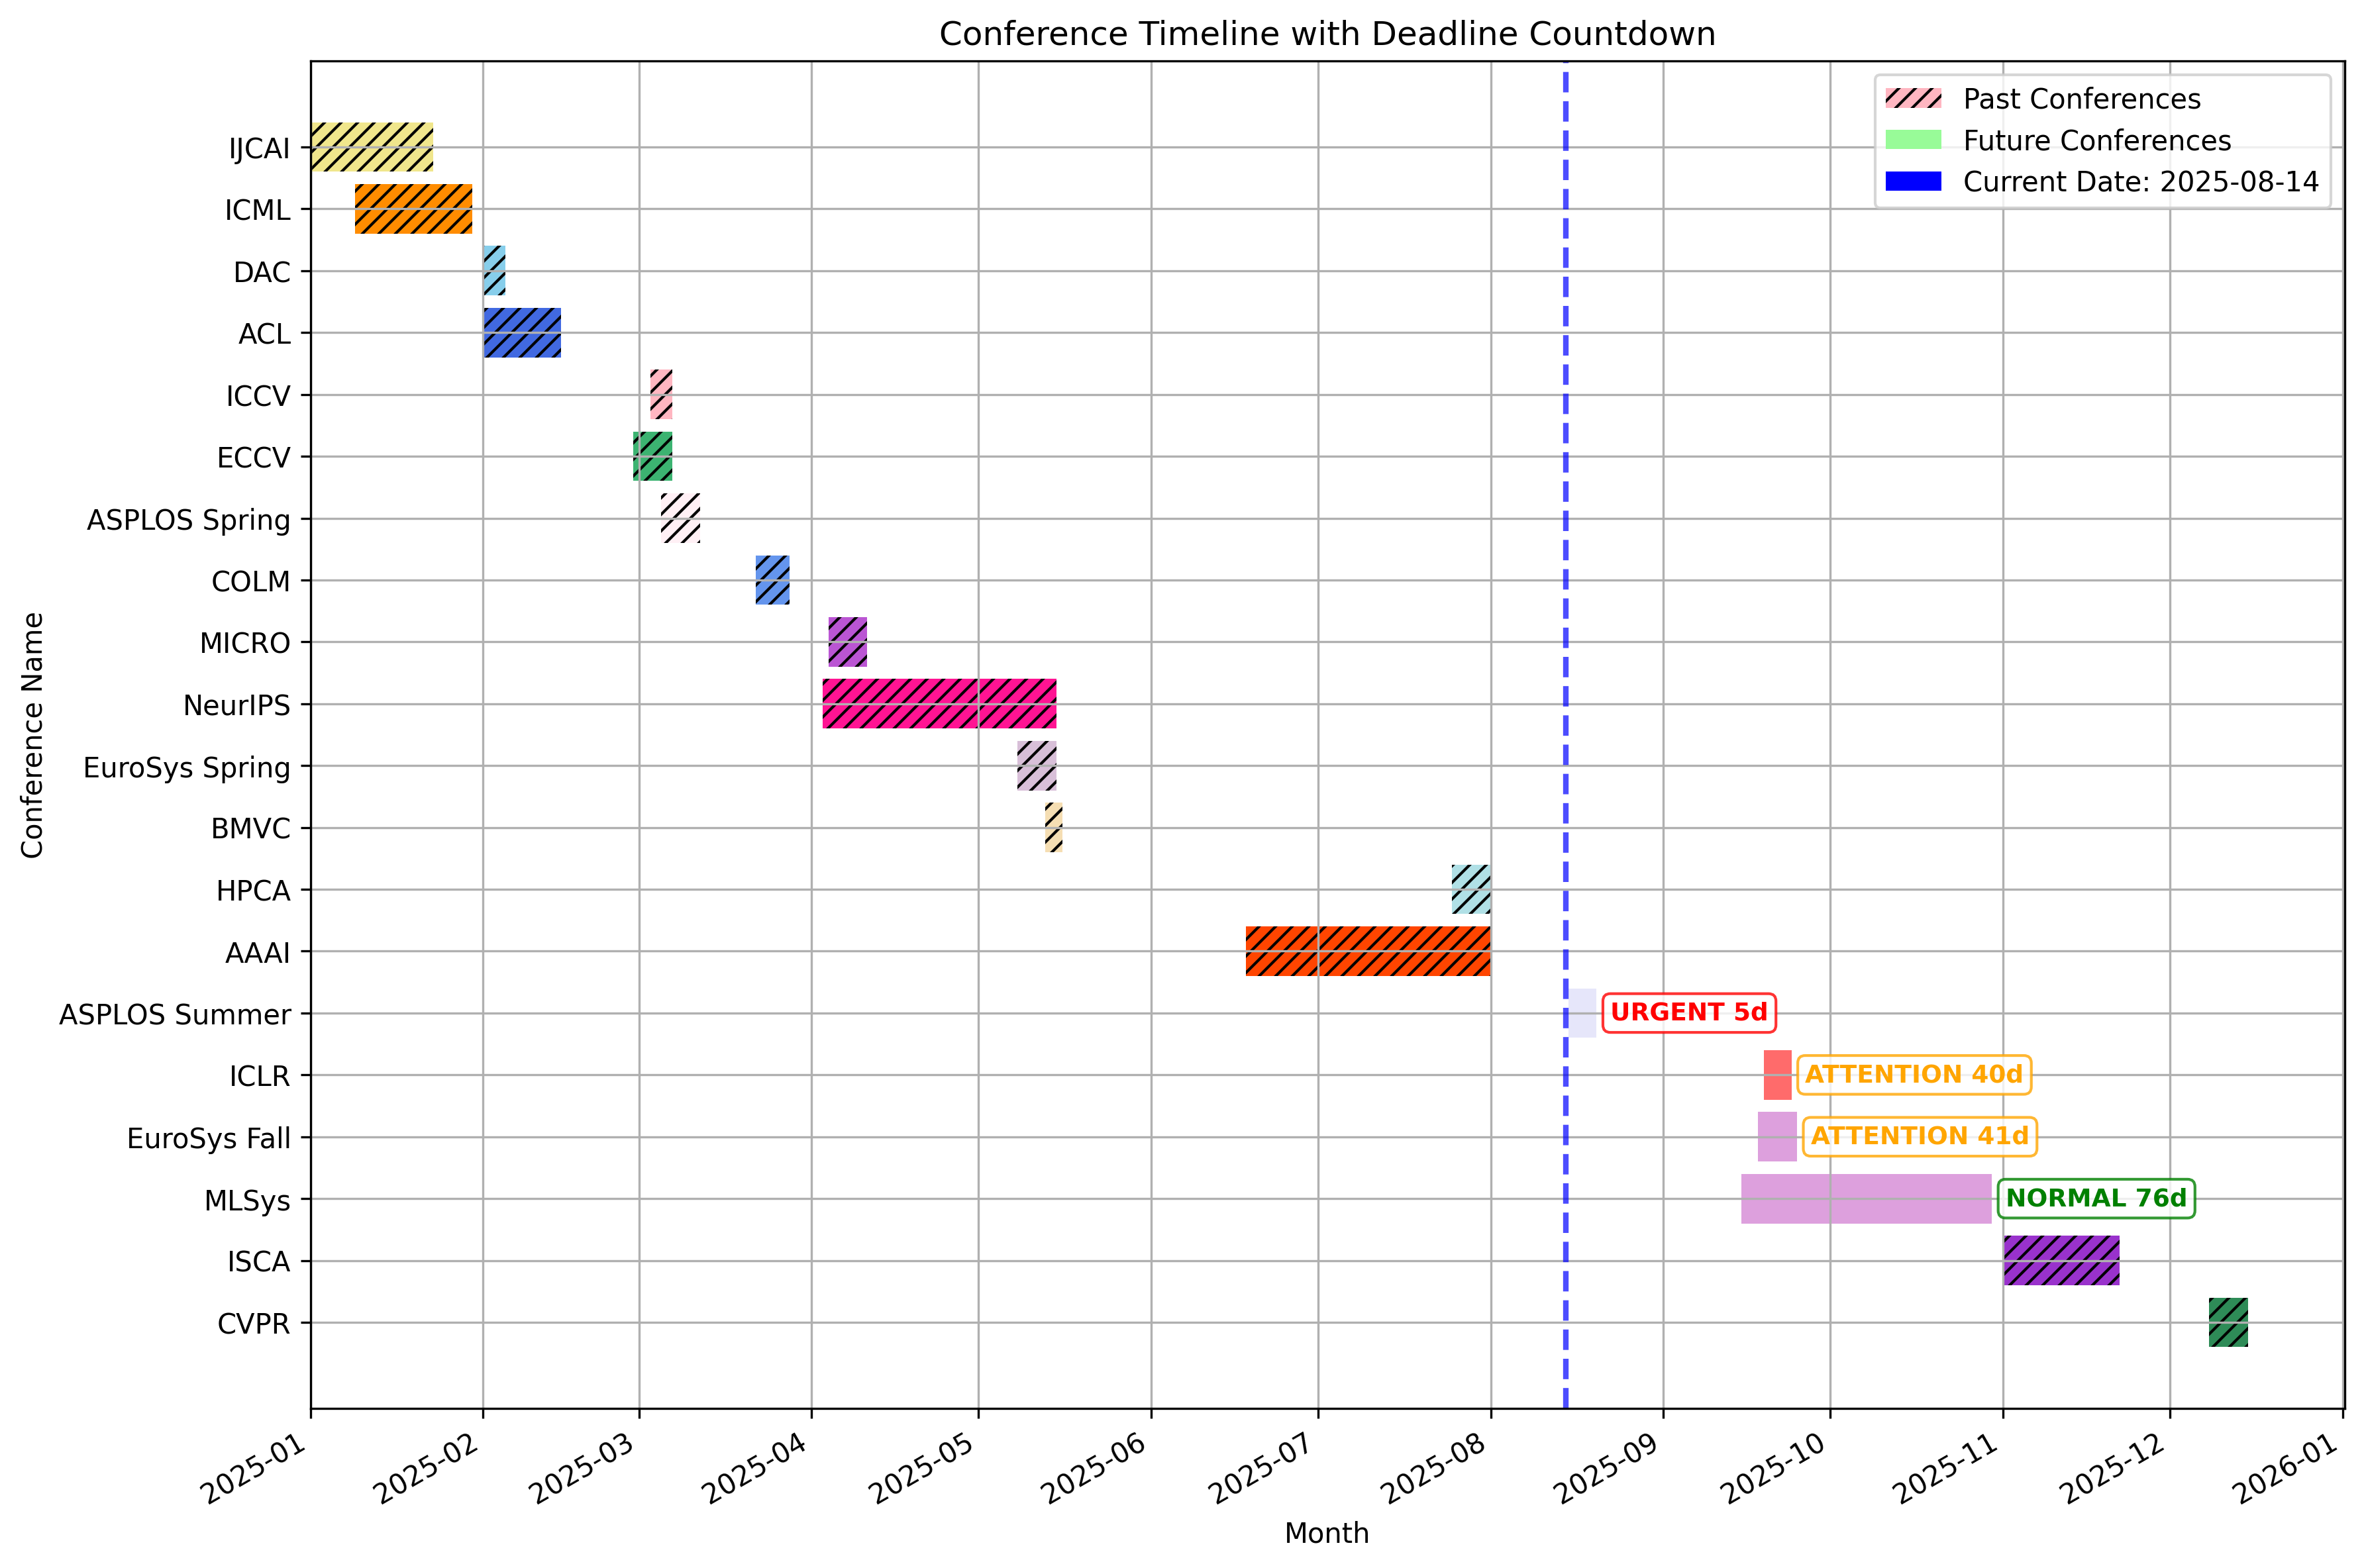 Conference Timeline with Deadline Countdown
Past Conferences
Future Conferences
Current Date: 2025-08-14
Conference Name
IJCAI
ICML
DAC
ACL
ICCV
ECCV
ASPLOS Spring
COLM
MICRO
NeurIPS
EuroSys Spring
BMVC
HPCA
AAAI
ASPLOS Summer
URGENT 5d
ICLR
ATTENTION 40d
EuroSys Fall
ATTENTION 41d
MLSys
NORMAL 76d
ISCA
CVPR
2025-01
2025-02
2025-03
2025-04
2025-05
2025-06
2025-07
2025-08
2025-09
2025-10
2025-11
2025-12
2026-01
Month